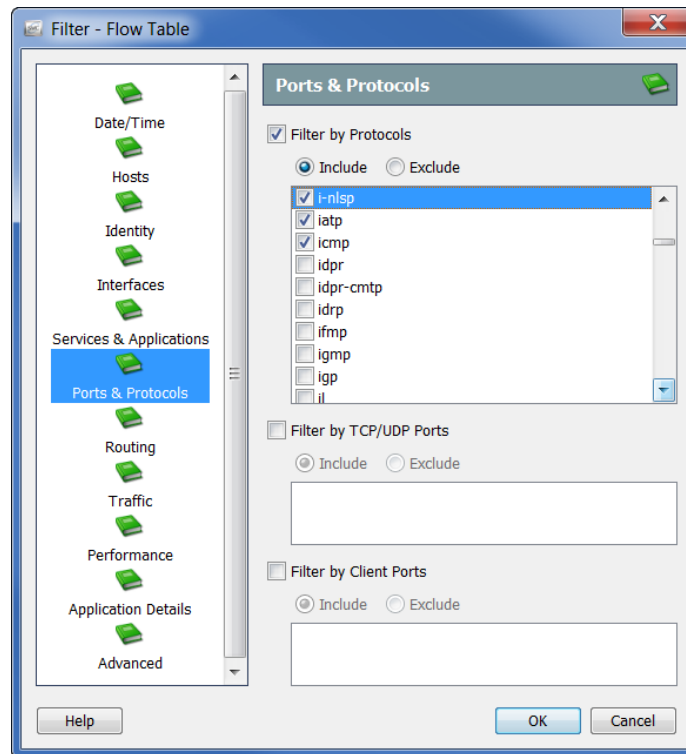 Filter - Flow Table
Date/Time
Hosts
Identity
Interfaces
Services & Applications
Ports & Protocols
Routing
Traffic
Performance
Application Details
Advanced
Ports & Protocols
Filter by Protocols
Include Exclude
i-nlsp
iatp
icmp
idpr
idpr-cmtp
idrp
ifmp
igmp
igp
il
Filter by TCP/UDP Ports
Include Exclude
Filter by Client Ports
Include Exclude
Help OK Cancel